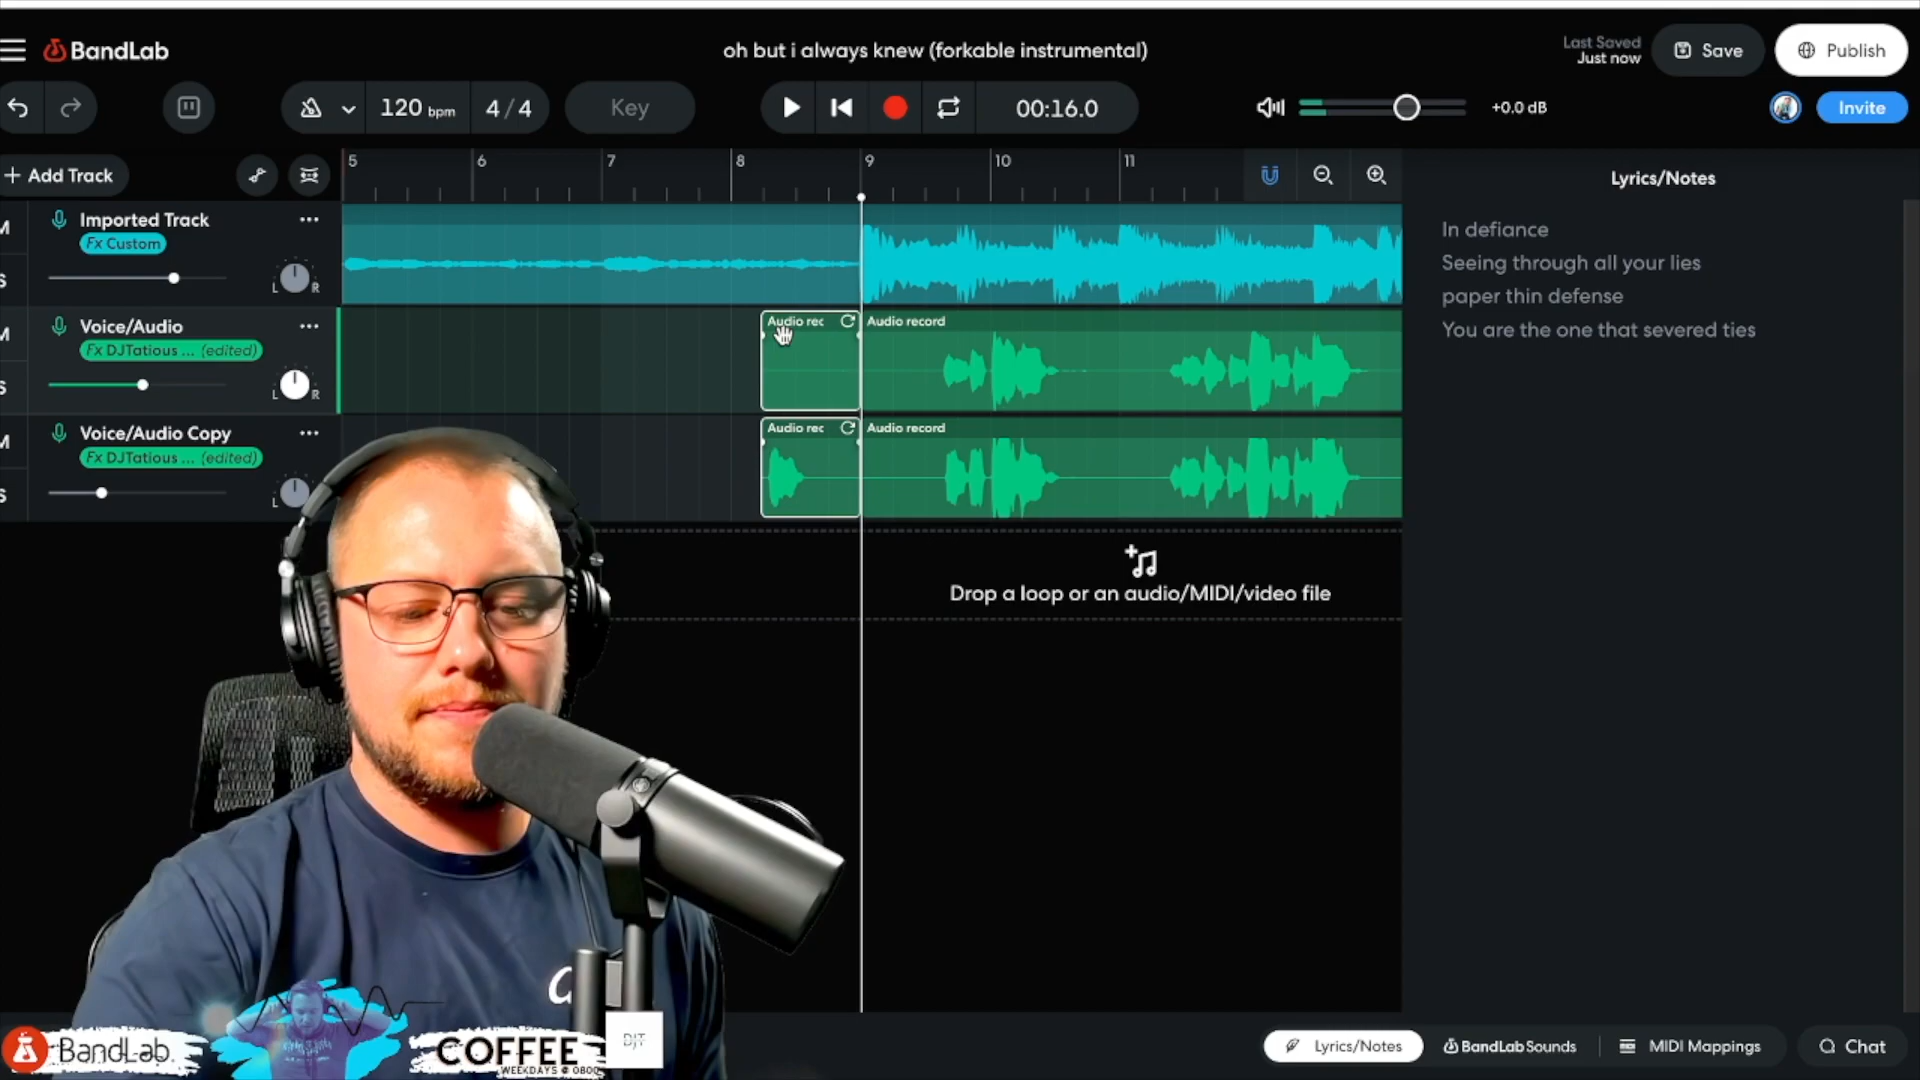 BandLab
oh but i always knew (forkable instrumental)
Last Saved
Just now
Save
Publish
120 bpm
4/4
Key
00:16.0
+0.0 dB
Invite
+ Add Track
5 6 7 8 9 10 11
Lyrics/Notes
M
Imported Track
Fx Custom
S
L R
In defiance
Seeing through all your lies
paper thin defense
You are the one that severed ties
M
Voice/Audio
Fx DJTatious ... (edited)
S
L R
Audio rec
Audio record
M
Voice/Audio Copy
Fx DJTatious ... (edited)
S
L
Audio rec
Audio record
Drop a loop or an audio/MIDI/video file
BandLab
COFFEE
WEEKDAYS @ 0800
DJT
Lyrics/Notes
BandLab Sounds
MIDI Mappings
Chat